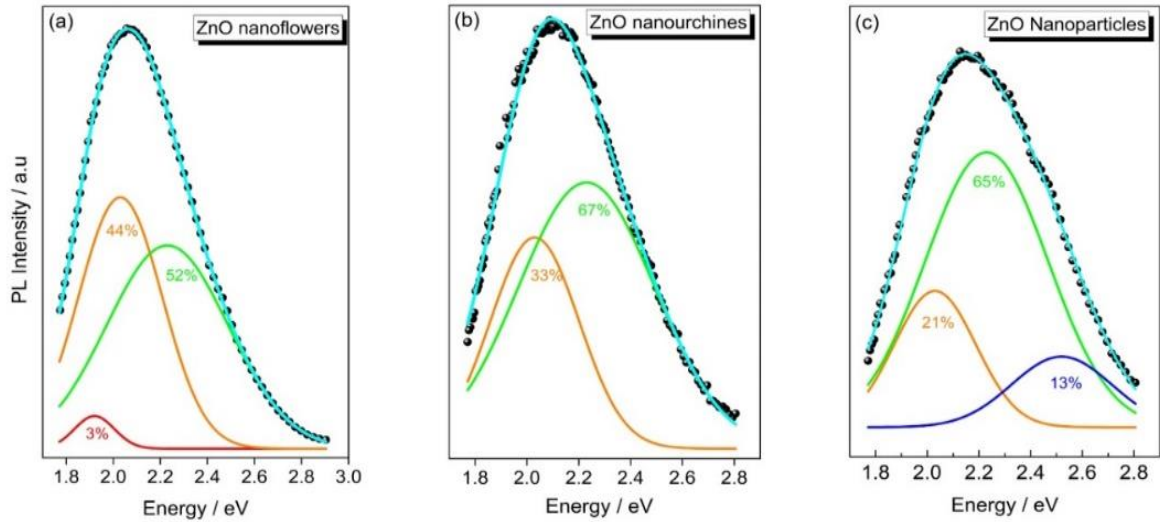 (a)
ZnO nanoflowers
44%
52%
3%
PL Intensity / a.u
1.8 2.0 2.2 2.4 2.6 2.8 3.0
Energy / eV
(b)
ZnO nanourchines
67%
33%
1.8 2.0 2.2 2.4 2.6 2.8
Energy / eV
(c)
ZnO Nanoparticles
65%
21%
13%
1.8 2.0 2.2 2.4 2.6 2.8
Energy / eV